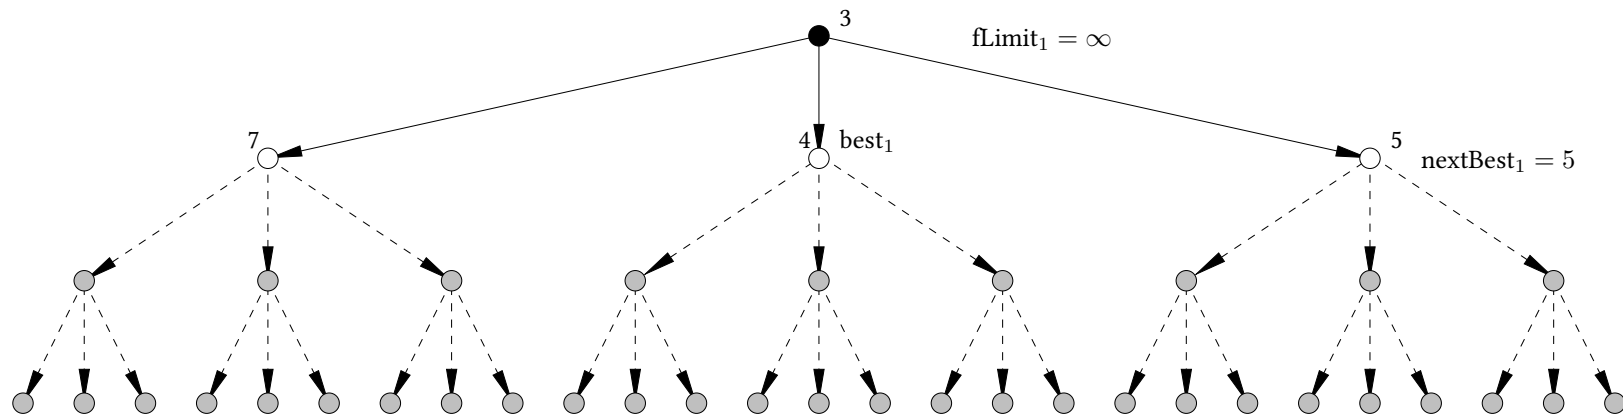 3
fLimit₁ = ∞
7
4 best₁
5
nextBest₁ = 5